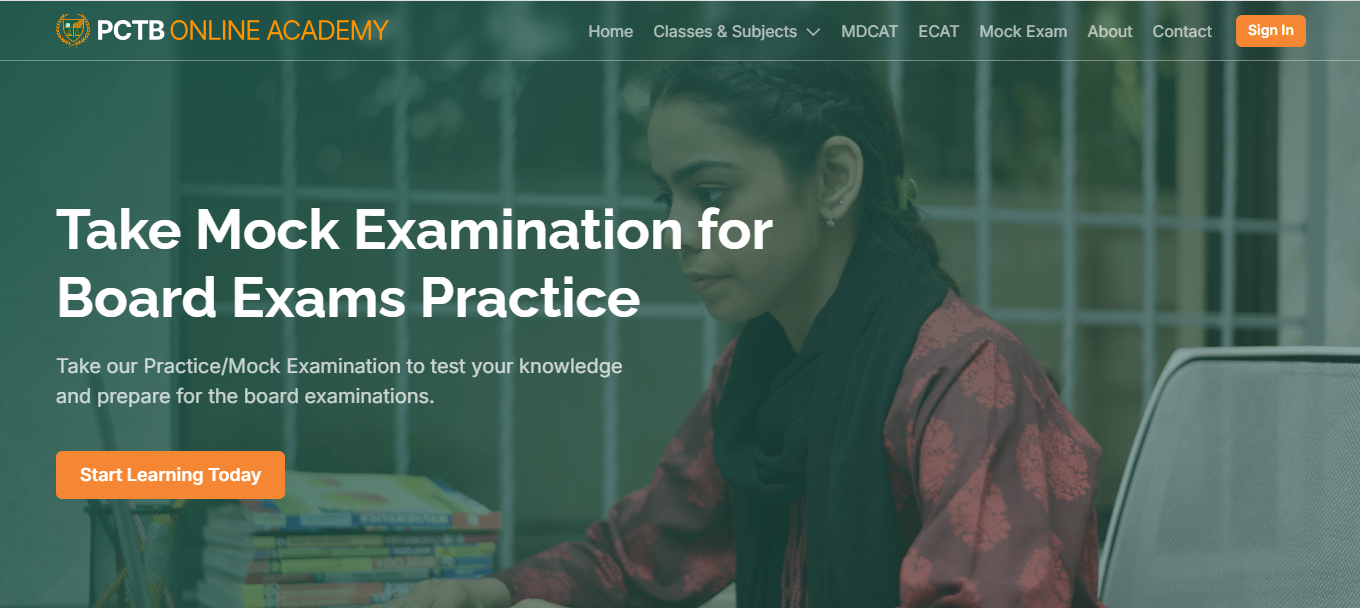 PCTB ONLINE ACADEMY
Home
Classes & Subjects
MDCAT
ECAT
Mock Exam
About
Contact
Sign In
Take Mock Examination for
Board Exams Practice
Take our Practice/Mock Examination to test your knowledge
and prepare for the board examinations.
Start Learning Today